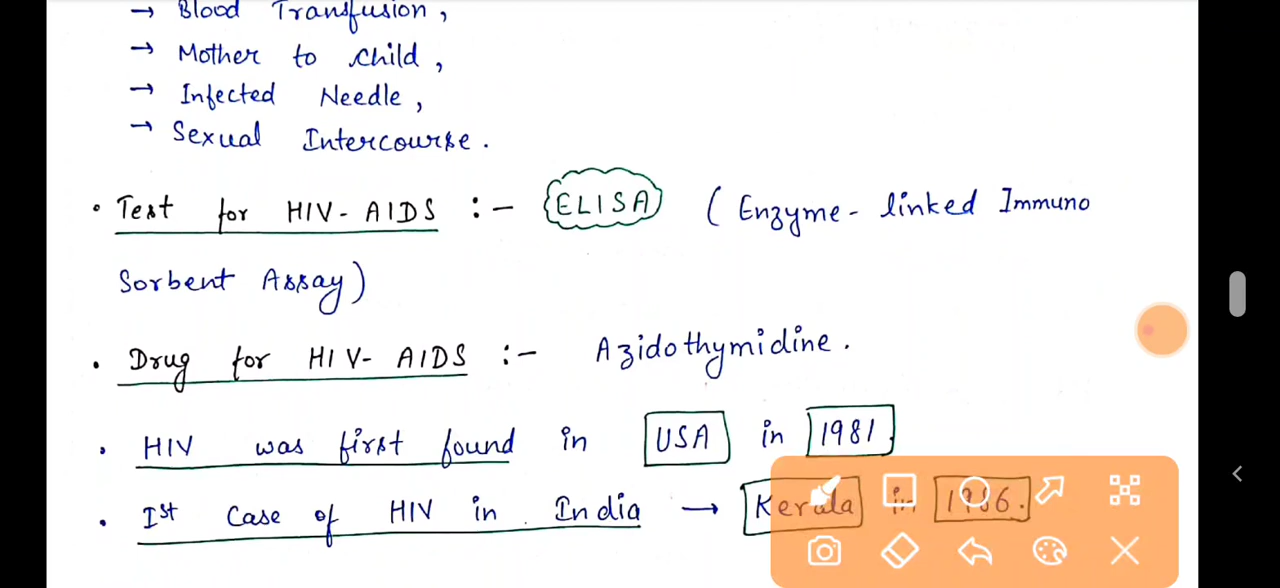 → Blood Transfusion,
→ Mother to child,
→ Infected Needle,
→ Sexual Intercourse.
• Test for HIV-AIDS :- ELISA (Enzyme-linked Immuno
Sorbent Assay)
• Drug for HIV-AIDS :- Azidothymidine.
• HIV was first found in USA in 1981.
• Ist Case of HIV in India → Kerala in